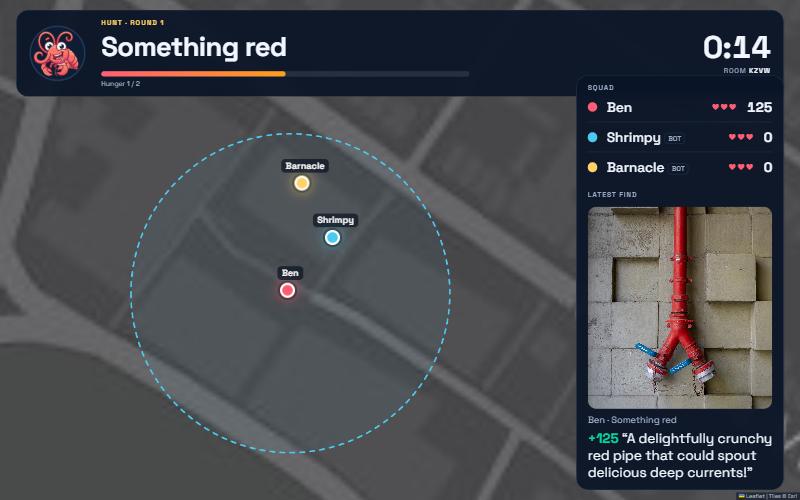 HUNT · ROUND 1
Something red
Hunger 1 / 2
0:14
ROOM KZVW
SQUAD
Ben 125
Shrimpy BOT 0
Barnacle BOT 0
LATEST FIND
Ben · Something red
+125 “A delightfully crunchy
red pipe that could spout
delicious deep currents!”
Barnacle
Shrimpy
Ben
Leaflet | Tiles © Esri